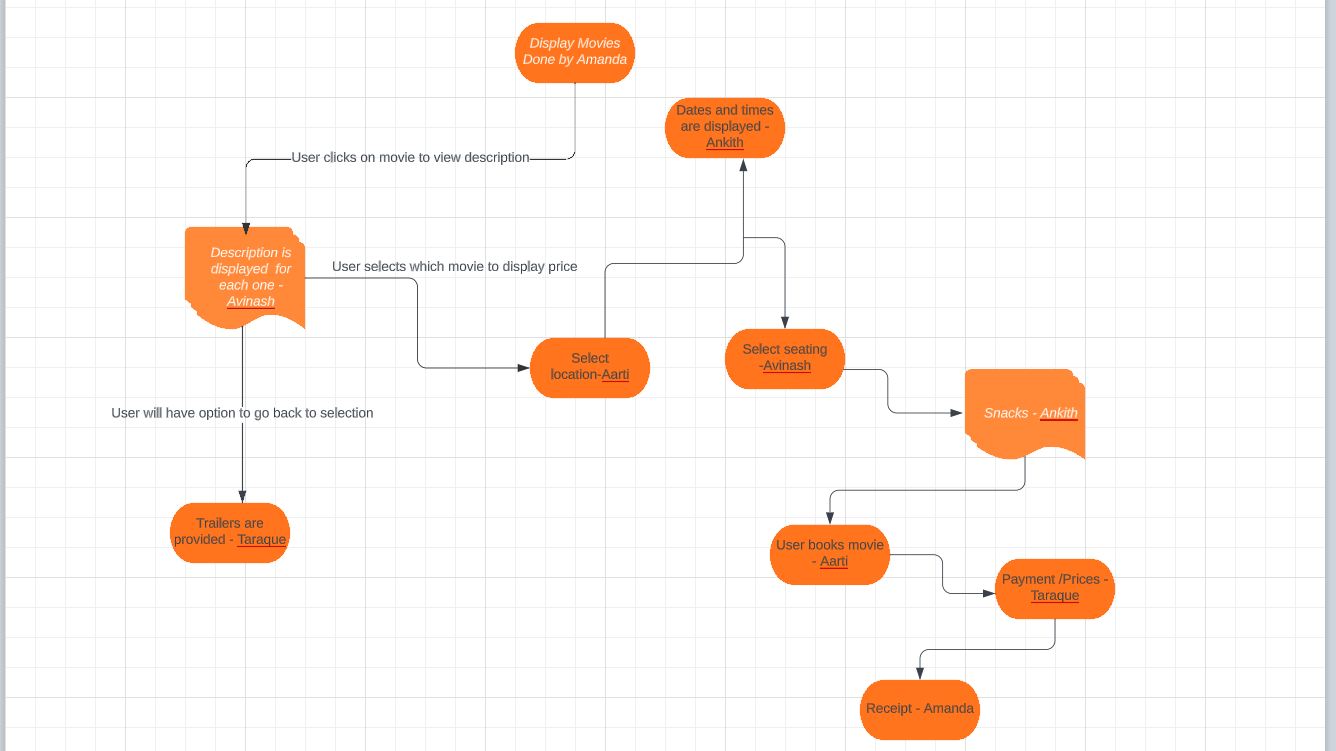 Display Movies
Done by Amanda
Dates and times
are displayed -
Ankith
User clicks on movie to view description
Description is
displayed for
each one -
Avinash
User selects which movie to display price
Select
location-Aarti
Select seating
-Avinash
Snacks - Ankith
User will have option to go back to selection
Trailers are
provided - Taraque
User books movie
- Aarti
Payment /Prices -
Taraque
Receipt - Amanda